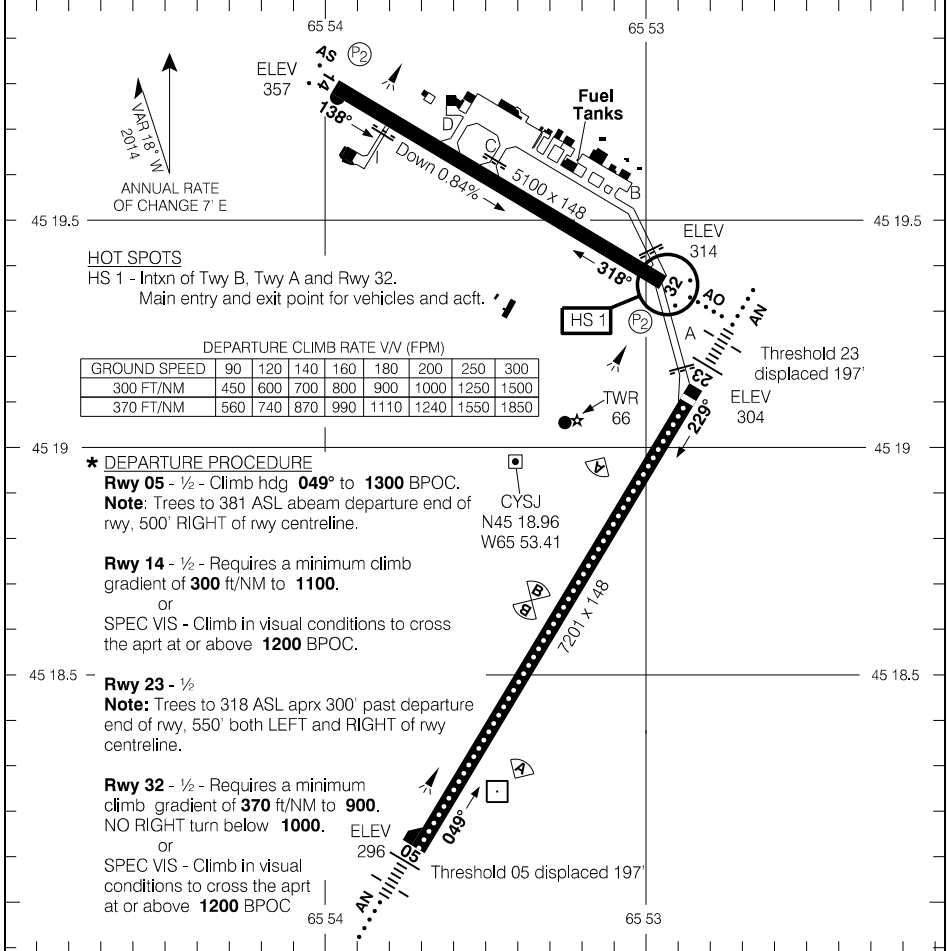 65 54
65 53
AS
P2
ELEV
357
14
138°
VAR 18° W
2014
ANNUAL RATE
OF CHANGE 7' E
Fuel
Tanks
D
C
B
Down 0.84%
5100 x 148
45 19.5
45 19.5
ELEV
314
318°
32
AO
AN
HOT SPOTS
HS 1 - Intxn of Twy B, Twy A and Rwy 32.
Main entry and exit point for vehicles and acft.
HS 1
P2
A
Threshold 23
displaced 197'
23
ELEV
304
229°
DEPARTURE CLIMB RATE V/V (FPM)
GROUND SPEED 90 120 140 160 180 200 250 300
300 FT/NM 450 600 700 800 900 1000 1250 1500
370 FT/NM 560 740 870 990 1110 1240 1550 1850
TWR
66
45 19
45 19
A
CYSJ
N45 18.96
W65 53.41
* DEPARTURE PROCEDURE
Rwy 05 - ½ - Climb hdg 049° to 1300 BPOC.
Note: Trees to 381 ASL abeam departure end of
rwy, 500' RIGHT of rwy centreline.
Rwy 14 - ½ - Requires a minimum climb
gradient of 300 ft/NM to 1100.
or
SPEC VIS - Climb in visual conditions to cross
the aprt at or above 1200 BPOC.
B
B
7201 x 148
45 18.5
45 18.5
Rwy 23 - ½
Note: Trees to 318 ASL aprx 300' past departure
end of rwy, 550' both LEFT and RIGHT of rwy
centreline.
Rwy 32 - ½ - Requires a minimum
climb gradient of 370 ft/NM to 900.
NO RIGHT turn below 1000.
or
SPEC VIS - Climb in visual
conditions to cross the aprt
at or above 1200 BPOC
A
ELEV
296
05
049°
Threshold 05 displaced 197'
AN
65 54
65 53